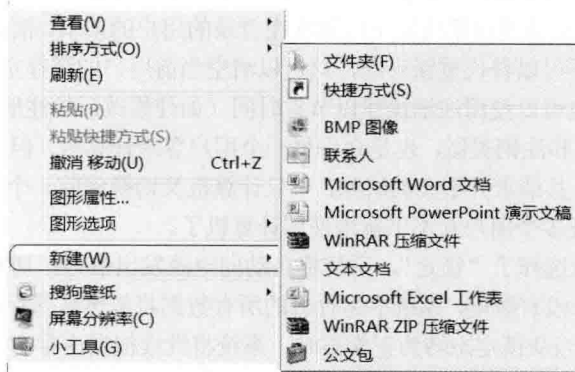 查看(V)
排序方式(O)
刷新(E)
粘贴(P)
粘贴快捷方式(S)
撤消 移动(U) Ctrl+Z
图形属性...
图形选项
新建(W)
搜狗壁纸
屏幕分辨率(C)
小工具(G)
文件夹(F)
快捷方式(S)
BMP 图像
联系人
Microsoft Word 文档
Microsoft PowerPoint 演示文稿
WinRAR 压缩文件
文本文档
Microsoft Excel 工作表
WinRAR ZIP 压缩文件
公文包